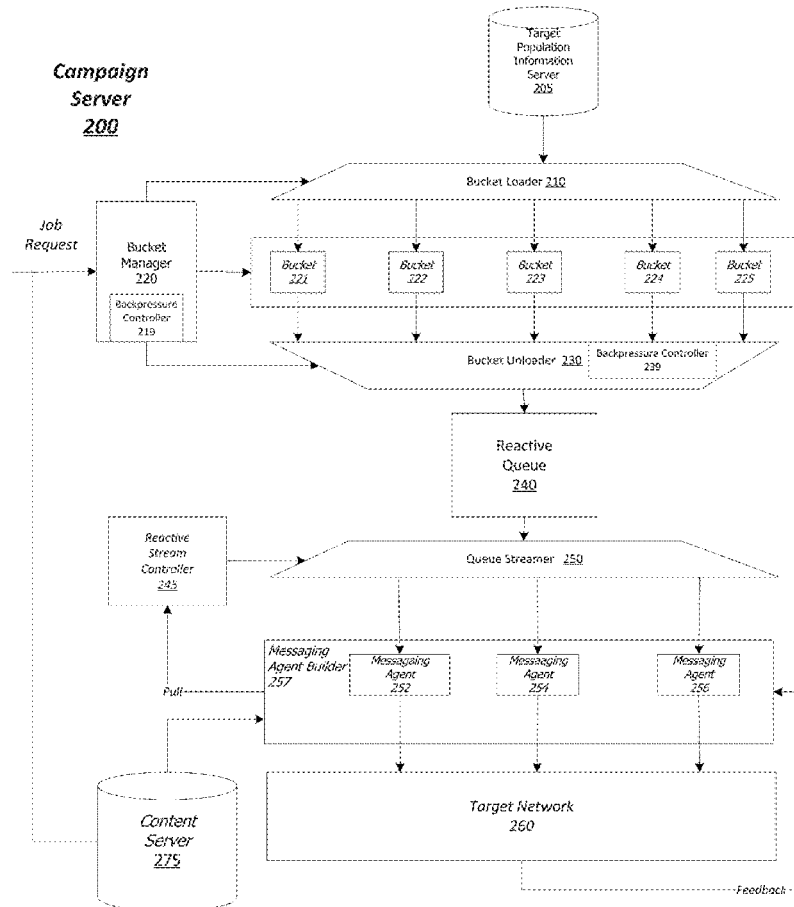 Target
Population
Information
Server
205
Campaign
Server
200
Bucket Loader 210
Job
Request
Bucket
Manager
220
Backpressure
Controller
219
Bucket
221
Bucket
222
Bucket
223
Bucket
224
Bucket
225
Bucket Unloader 230
Backpressure Controller
239
Reactive
Queue
240
Reactive
Stream
Controller
245
Queue Streamer 250
Messaging
Agent Builder
257
Messaging
Agent
252
Messaging
Agent
254
Messaging
Agent
256
Pull
Content
Server
275
Target Network
260
Feedback